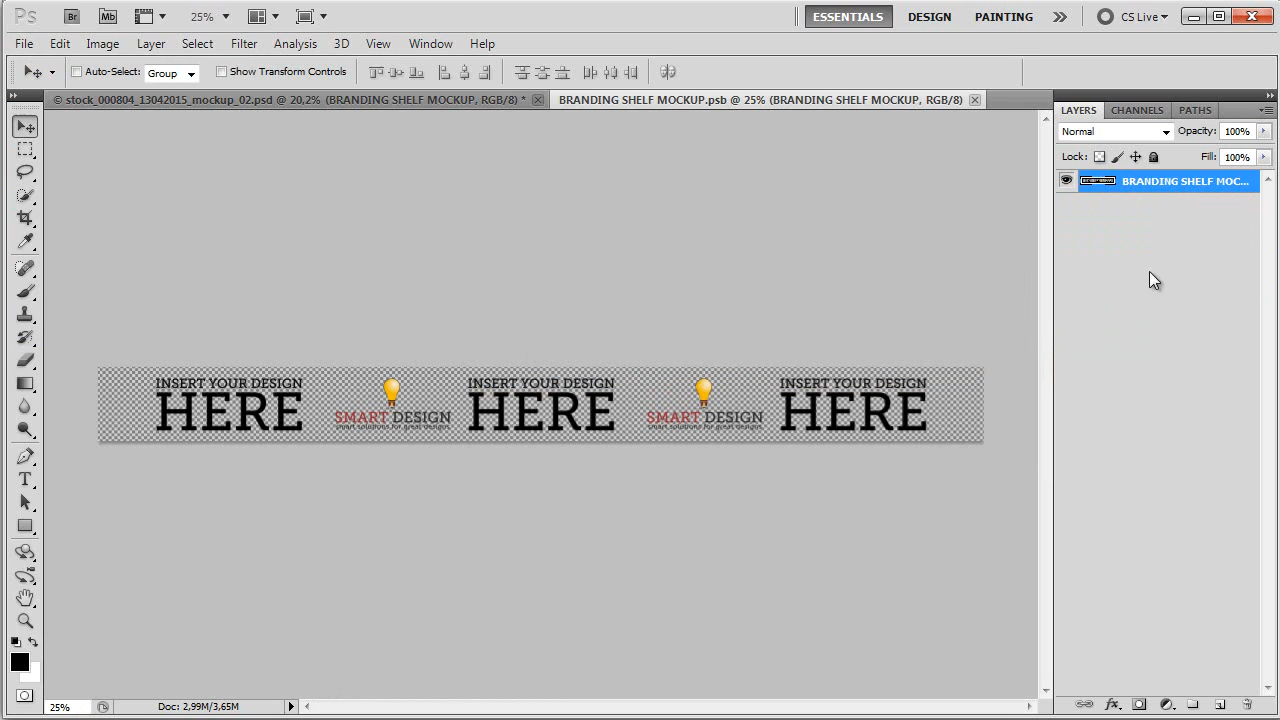 Ps Br Mb 25% ESSENTIALS DESIGN PAINTING CS Live
File Edit Image Layer Select Filter Analysis 3D View Window Help
Auto-Select: Group Show Transform Controls
© stock_000804_13042015_mockup_02.psd @ 20,2% (BRANDING SHELF MOCKUP, RGB/8) * BRANDING SHELF MOCKUP.psb @ 25% (BRANDING SHELF MOCKUP, RGB/8)
LAYERS CHANNELS PATHS
Normal Opacity: 100%
Lock: Fill: 100%
BRANDING SHELF MOC...
INSERT YOUR DESIGN
HERE
SMART DESIGN
smart solutions for great designs
INSERT YOUR DESIGN
HERE
SMART DESIGN
smart solutions for great designs
INSERT YOUR DESIGN
HERE
T
25% Doc: 2,99M/3,65M
fx